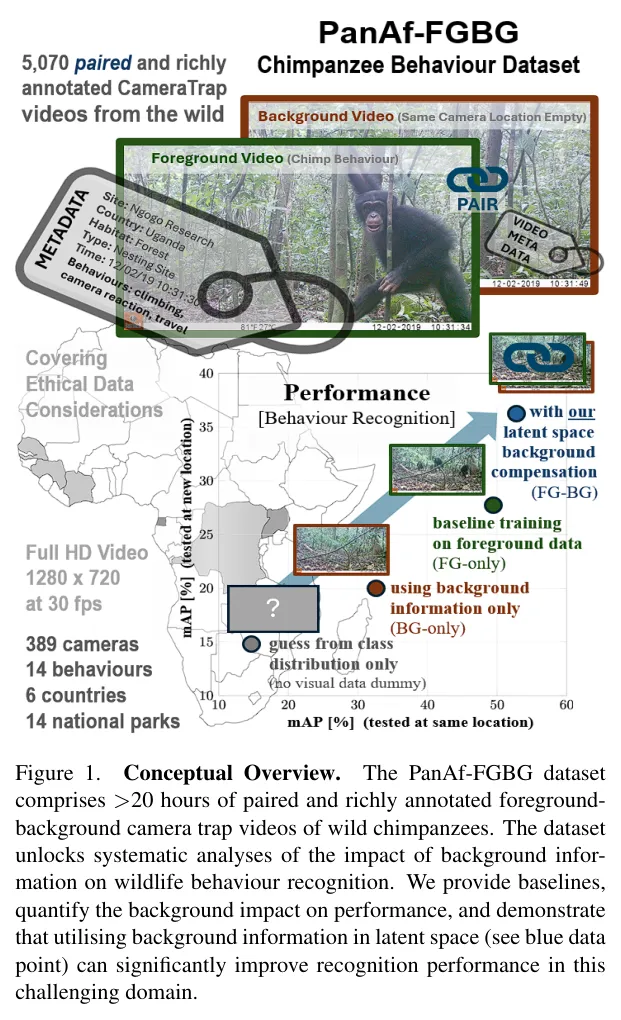 PanAf-FGBG
Chimpanzee Behaviour Dataset
5,070 paired and richly
annotated CameraTrap
videos from the wild
Background Video (Same Camera Location Empty)
Foreground Video (Chimp Behaviour)
PAIR
METADATA
Site: Ngogo Research
Country: Uganda
Habitat: Forest
Type: Nesting Site
Time: 12/02/19 10:31:30
Behaviours: climbing,
camera reaction, travel
VIDEO
META
DATA
12-02-2019 10:31:49
81°F 27°C 12-02-2019 10:31:34
Covering
Ethical Data
Considerations
Full HD Video
1280 x 720
at 30 fps
389 cameras
14 behaviours
6 countries
14 national parks
Performance
[Behaviour Recognition]
mAP [%] (tested at new location)
40
35
30
25
20
15
10
with our
latent space
background
compensation
(FG-BG)
baseline training
on foreground data
(FG-only)
using background
information only
(BG-only)
?
guess from class
distribution only
(no visual data dummy)
10 20 30 40 50 60
mAP [%] (tested at same location)
Figure 1. Conceptual Overview. The PanAf-FGBG dataset
comprises >20 hours of paired and richly annotated foreground-
background camera trap videos of wild chimpanzees. The dataset
unlocks systematic analyses of the impact of background infor-
mation on wildlife behaviour recognition. We provide baselines,
quantify the background impact on performance, and demonstrate
that utilising background information in latent space (see blue data
point) can significantly improve recognition performance in this
challenging domain.